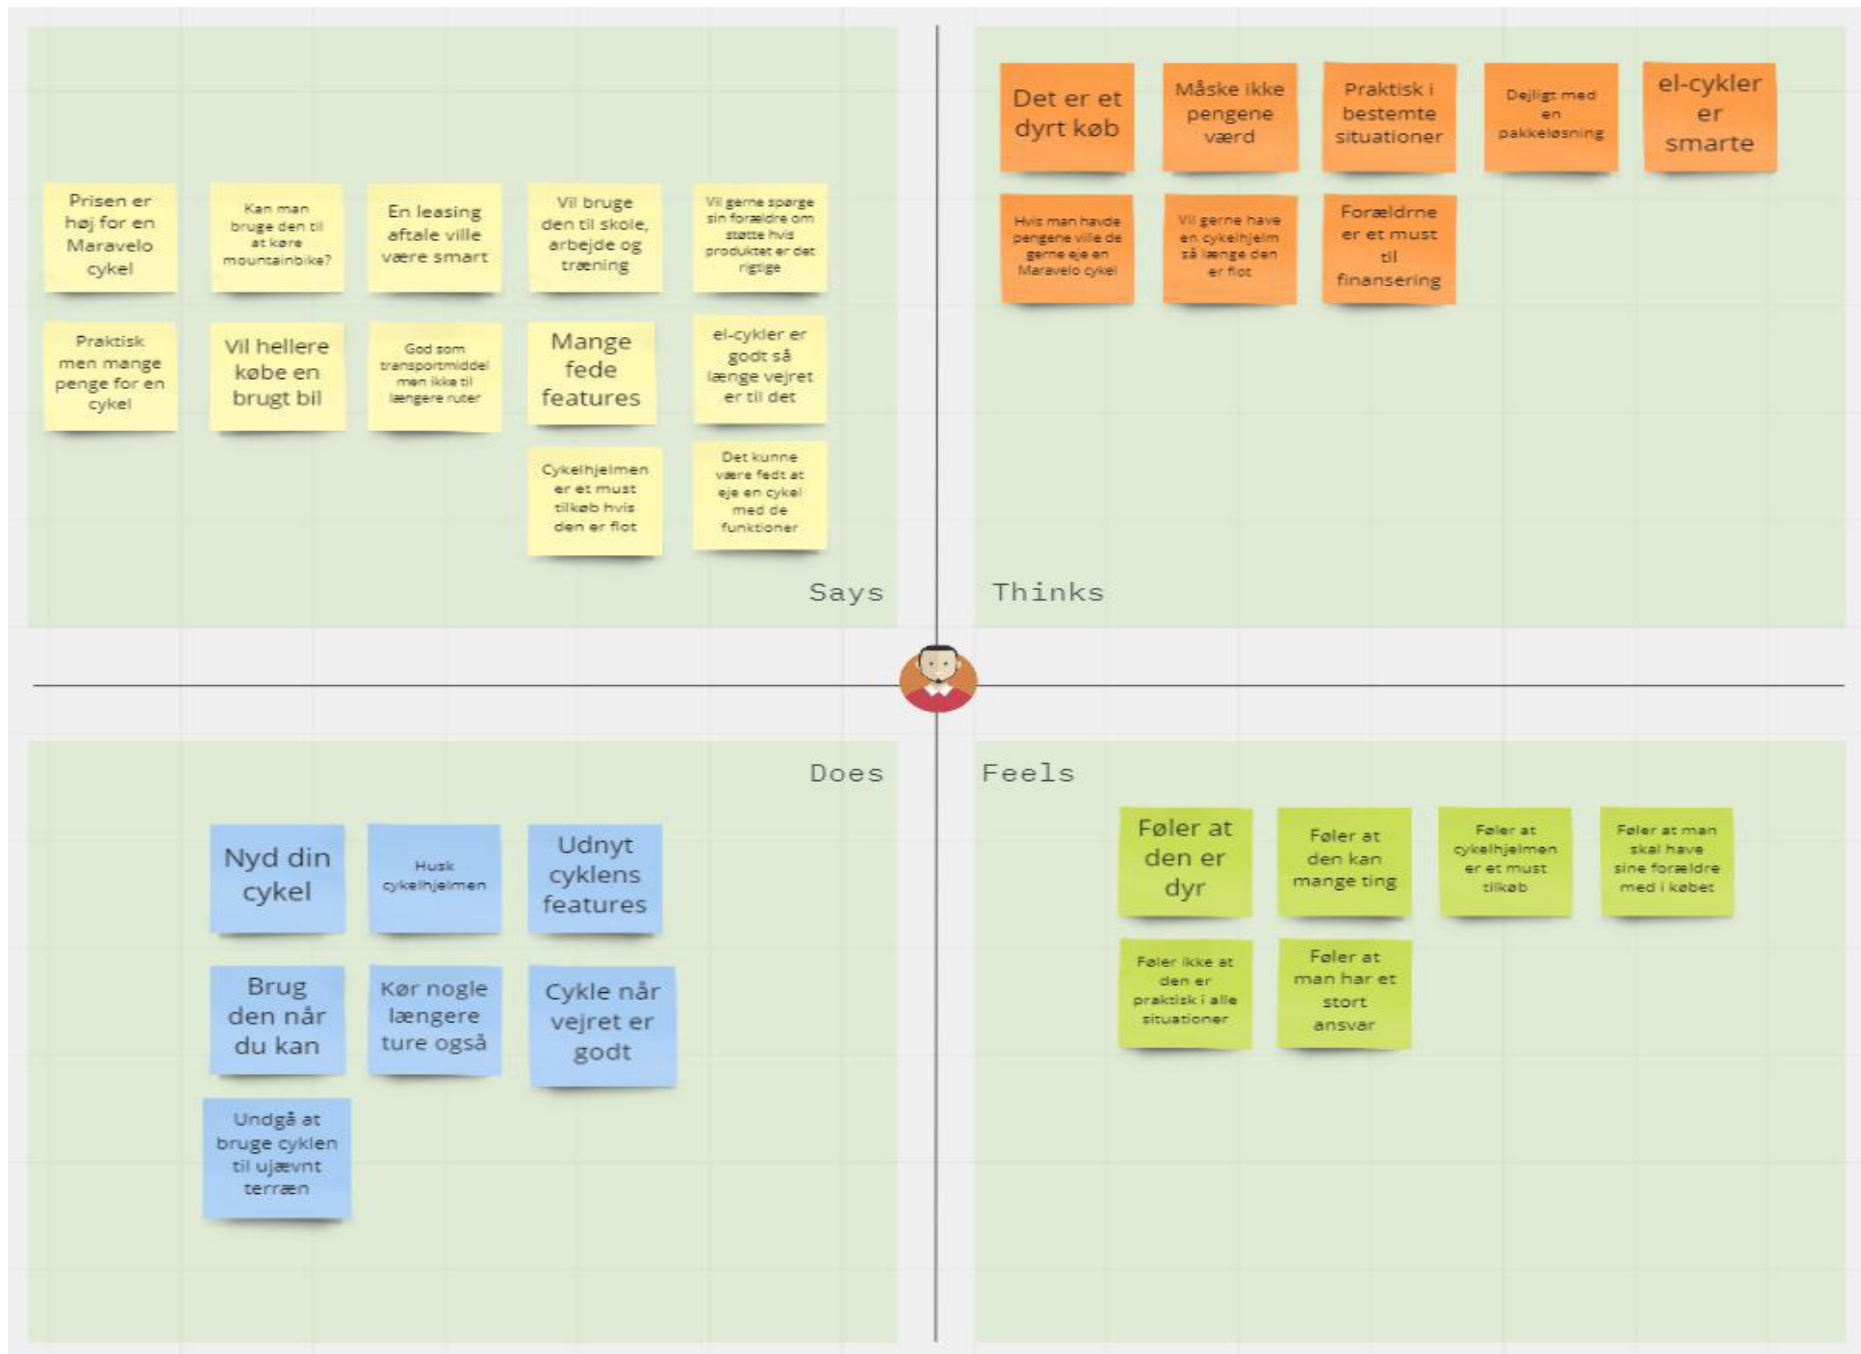 Prisen er
høj for en
Maravelo
cykel
Kan man
bruge den til
at køre
mountainbike?
En leasing
aftale ville
være smart
Vil bruge
den til skole,
arbejde og
træning
Vil gerne spørge
sin forældre om
støtte hvis
produktet er det
rigtige
Praktisk
men mange
penge for en
cykel
Vil hellere
købe en
brugt bil
God som
transportmiddel
men ikke til
længere ruter
Mange
fede
features
el-cykler er
godt så
længe vejret
er til det
Cykelhjelmen
er et must
tilkøb hvis
den er flot
Det kunne
være fedt at
eje en cykel
med de
funktioner
Says
Det er et
dyrt køb
Måske ikke
pengene
værd
Praktisk i
bestemte
situationer
Dejligt med
en
pakkeløsning
el-cykler
er
smarte
Hvis man havde
pengene ville de
gerne eje en
Maravelo cykel
Vil gerne have
en cykelhjelm
så længe den
er flot
Forældrne
er et must
til
finansering
Thinks
Does
Nyd din
cykel
Husk
cykelhjelmen
Udnyt
cyklens
features
Brug
den når
du kan
Kør nogle
længere
ture også
Cykle når
vejret er
godt
Undgå at
bruge cyklen
til ujævnt
terræn
Feels
Føler at
den er
dyr
Føler at
den kan
mange ting
Føler at
cykelhjelmen
er et must
tilkøb
Føler at man
skal have
sine forældre
med i købet
Føler ikke at
den er
praktisk i alle
situationer
Føler at
man har et
stort
ansvar